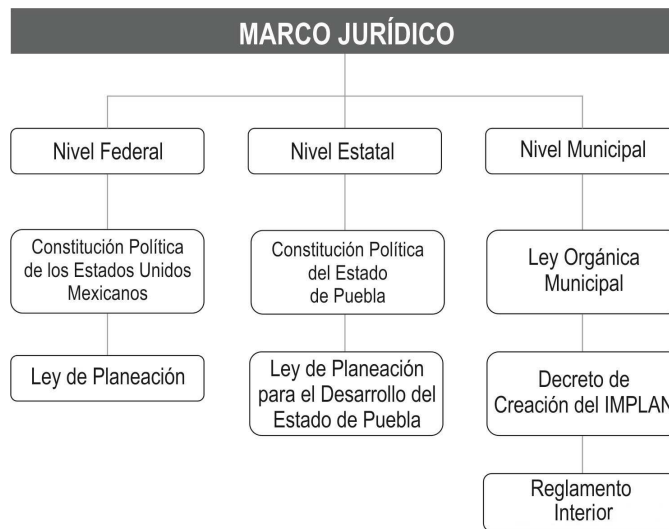 MARCO JURÍDICO
Nivel Federal
Nivel Estatal
Nivel Municipal
Constitución Política
de los Estados Unidos
Mexicanos
Constitución Política
del Estado
de Puebla
Ley Orgánica
Municipal
Ley de Planeación
Ley de Planeación
para el Desarrollo del
Estado de Puebla
Decreto de
Creación del IMPLAN
Reglamento
Interior